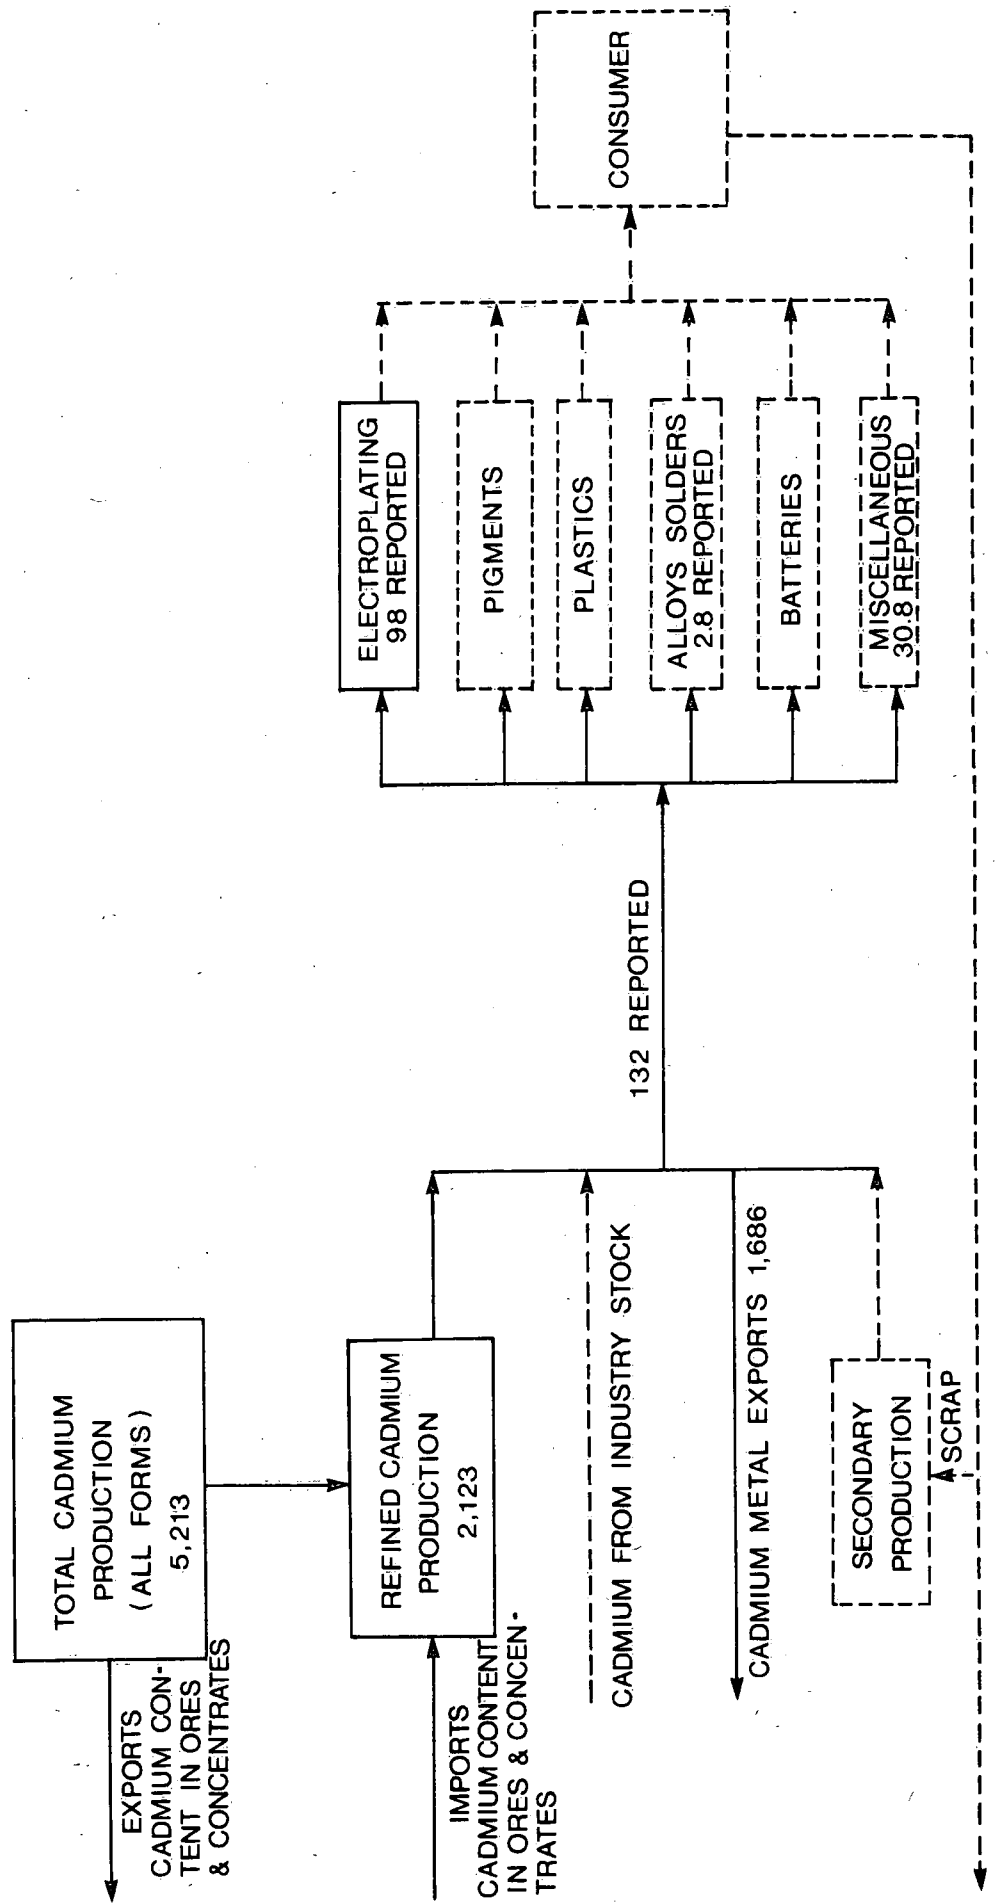 TOTAL CADMIUM
PRODUCTION
(ALL FORMS)
5,213
EXPORTS
CADMIUM CON-
TENT IN ORES
& CONCENTRATES
REFINED CADMIUM
PRODUCTION
2,123
IMPORTS
CADMIUM CONTENT
IN ORES & CONCEN-
TRATES
CADMIUM FROM INDUSTRY STOCK
CADMIUM METAL EXPORTS 1,686
SECONDARY
PRODUCTION
SCRAP
132 REPORTED
ELECTROPLATING
98 REPORTED
PIGMENTS
PLASTICS
ALLOYS SOLDERS
2.8 REPORTED
BATTERIES
MISCELLANEOUS
30.8 REPORTED
CONSUMER